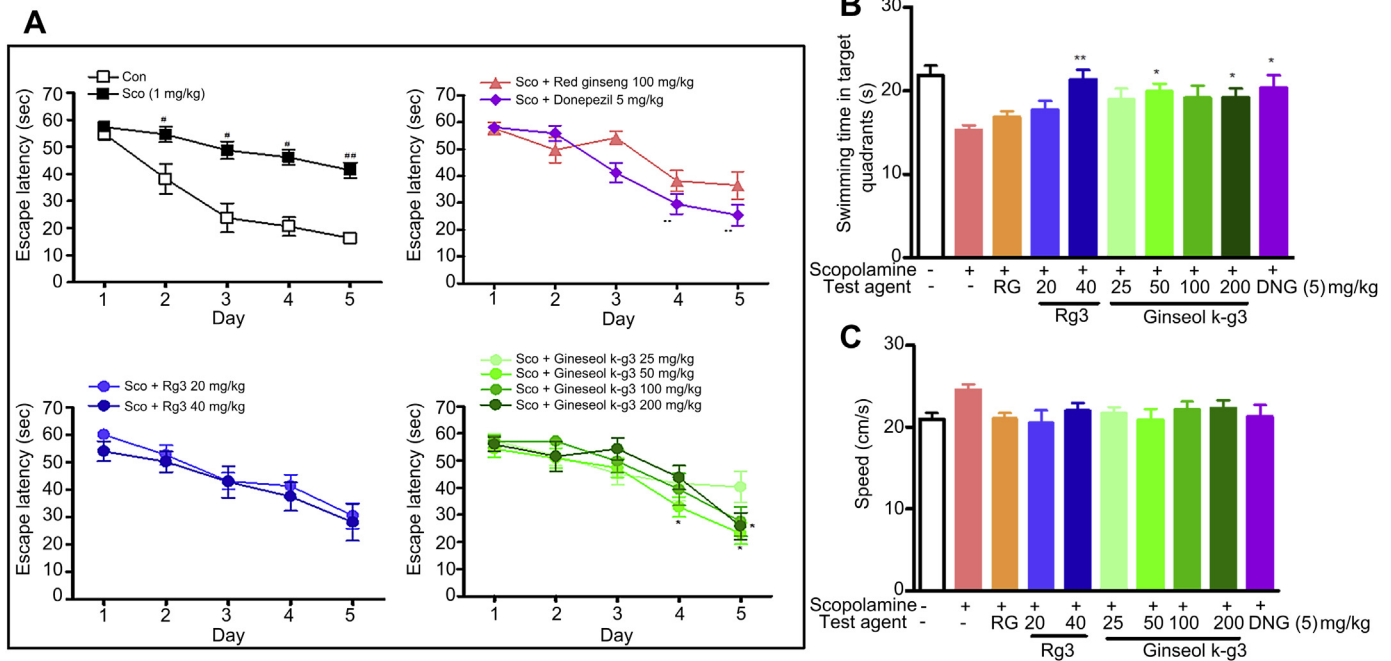 A
Con
Sco (1 mg/kg)
Escape latency (sec)
70
60
50
40
30
20
10
0
#
#
#
##
1 2 3 4 5
Day
Sco + Red ginseng 100 mg/kg
Sco + Donepezil 5 mg/kg
Escape latency (sec)
70
60
50
40
30
20
10
0
1 2 3 4 5
Day
Sco + Rg3 20 mg/kg
Sco + Rg3 40 mg/kg
Escape latency (sec)
70
60
50
40
30
20
10
0
1 2 3 4 5
Day
Sco + Gineseol k-g3 25 mg/kg
Sco + Gineseol k-g3 50 mg/kg
Sco + Gineseol k-g3 100 mg/kg
Sco + Gineseol k-g3 200 mg/kg
Escape latency (sec)
70
60
50
40
30
20
10
0
*
*
*
1 2 3 4 5
Day
B
Swimming time in target
quadrants (s)
30
20
10
0
** * * *
Scopolamine - + + + + + + + + +
Test agent - - RG 20 40 25 50 100 200 DNG (5) mg/kg
Rg3 Ginseol k-g3
C
Speed (cm/s)
30
20
10
0
Scopolamine - + + + + + + + + +
Test agent - - RG 20 40 25 50 100 200 DNG (5) mg/kg
Rg3 Ginseol k-g3